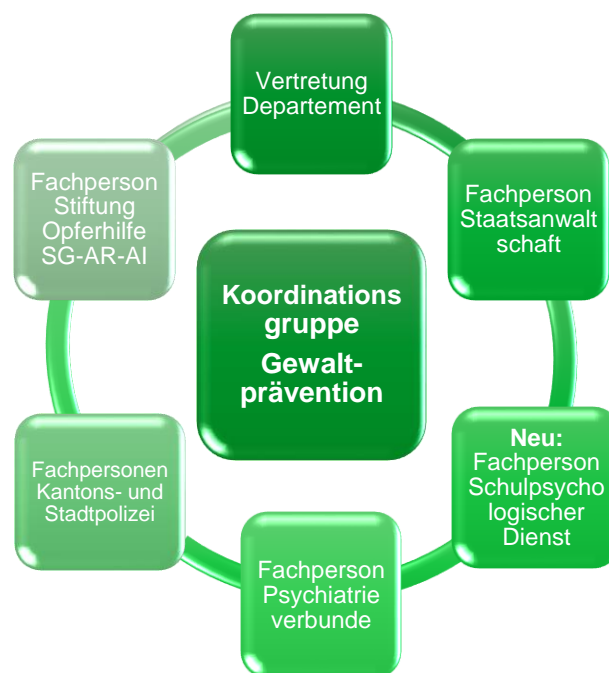 Vertretung
Departement
Fachperson
Staatsanwalt
schaft
Neu:
Fachperson
Schulpsycho
logischer
Dienst
Fachperson
Psychiatrie
verbunde
Fachpersonen
Kantons- und
Stadtpolizei
Fachperson
Stiftung
Opferhilfe
SG-AR-AI
Koordinations
gruppe
Gewalt-
prävention